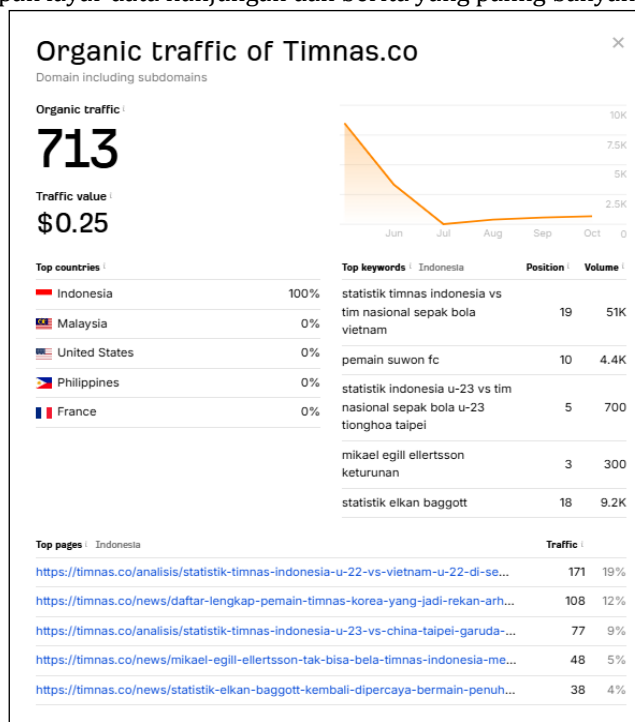 layar data kunjungan dan berita yang paling
Organic traffic of Timnas.co
Domain including subdomains
Organic traffic
713
Traffic value
$0.25
10K
7.5K
5K
2.5K
0
Jun Jul Aug Sep Oct
Top countries
Indonesia 100%
Malaysia 0%
United States 0%
Philippines 0%
France 0%
Top keywords Indonesia Position Volume
statistik timnas indonesia vs
tim nasional sepak bola 19 51K
vietnam
pemain suwon fc 10 4.4K
statistik indonesia u-23 vs tim
nasional sepak bola u-23 5 700
tionghoa taipei
mikael egill ellertsson 3 300
keturunan
statistik elkan baggott 18 9.2K
Top pages Indonesia Traffic
https://timnas.co/analisis/statistik-timnas-indonesia-u-22-vs-vietnam-u-22-di-se... 171 19%
https://timnas.co/news/daftar-lengkap-pemain-timnas-korea-yang-jadi-rekan-arh... 108 12%
https://timnas.co/analisis/statistik-timnas-indonesia-u-23-vs-china-taipei-garuda-... 77 9%
https://timnas.co/news/mikael-egill-ellertsson-tak-bisa-bela-timnas-indonesia-me... 48 5%
https://timnas.co/news/statistik-elkan-baggott-kembali-dipercaya-bermain-penuh... 38 4%